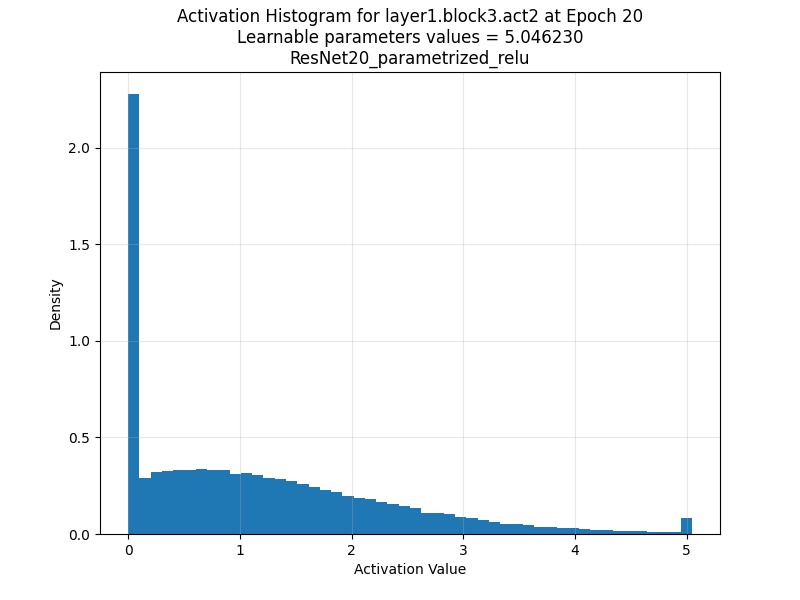 Activation Histogram for layer1.block3.act2 at Epoch 20
Learnable parameters values = 5.046230
ResNet20_parametrized_relu
2.0
1.5
1.0
0.5
0.0
Density
0 1 2 3 4 5
Activation Value